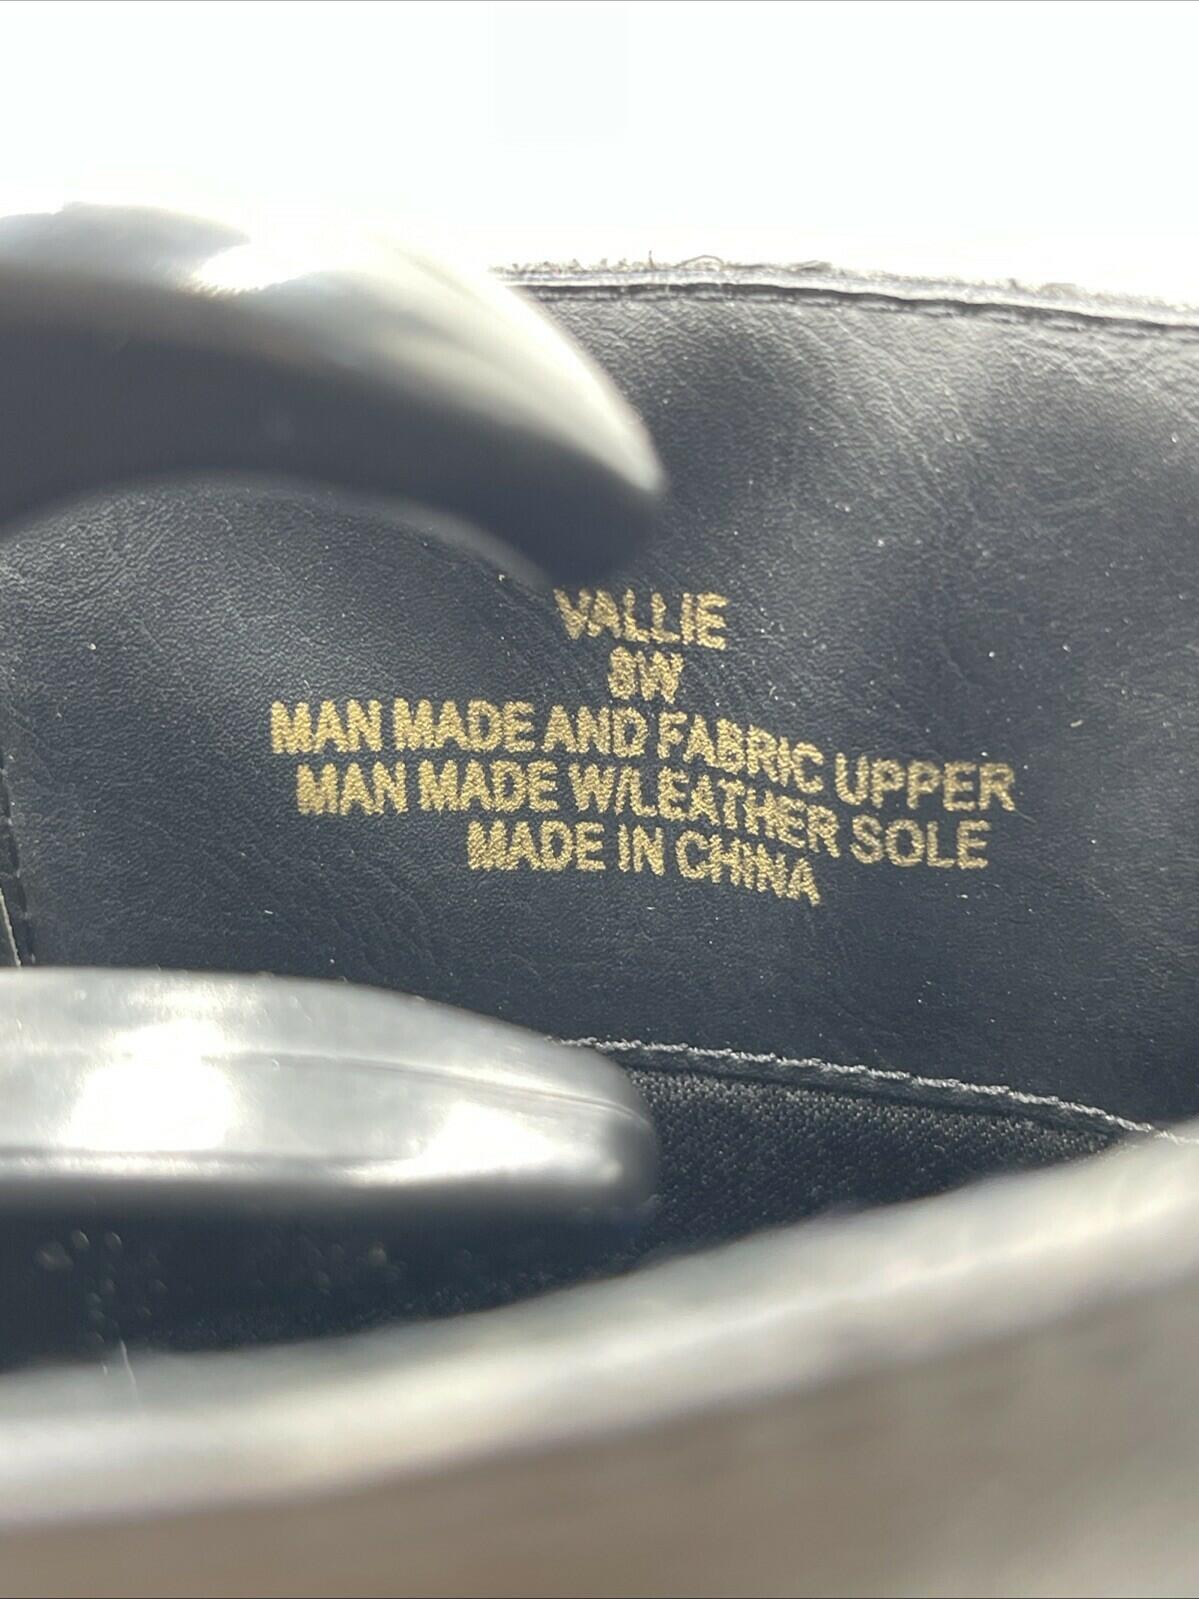 VALLIE
8W
MAN MADE AND FABRIC UPPER
MAN MADE W/LEATHER SOLE
MADE IN CHINA